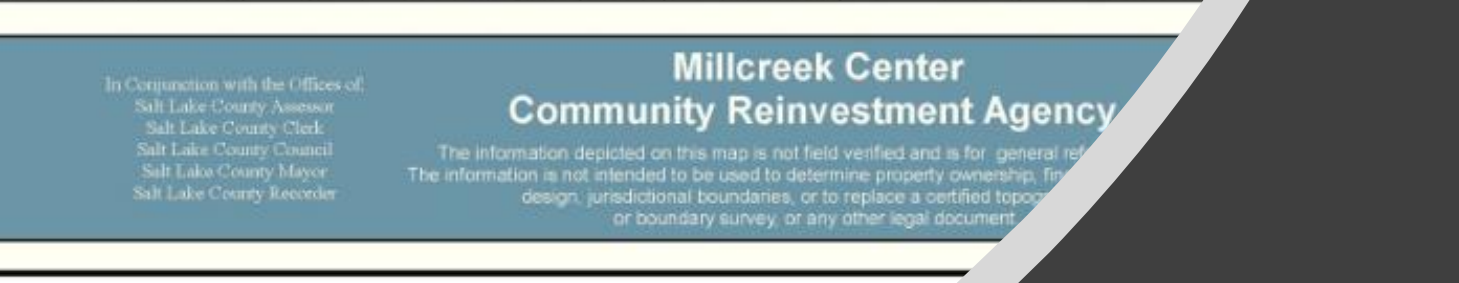 In Conjunction with the Offices of:
Salt Lake County Assessor
Salt Lake County Clerk
Salt Lake County Council
Salt Lake County Mayor
Salt Lake County Recorder
Millcreek Center
Community Reinvestment Agency
The information depicted on this map is not field verified and is for general
The information is not intended to be used to determine property ownership,
design, jurisdictional boundaries, or to replace a certified
or boundary survey, or any other legal document